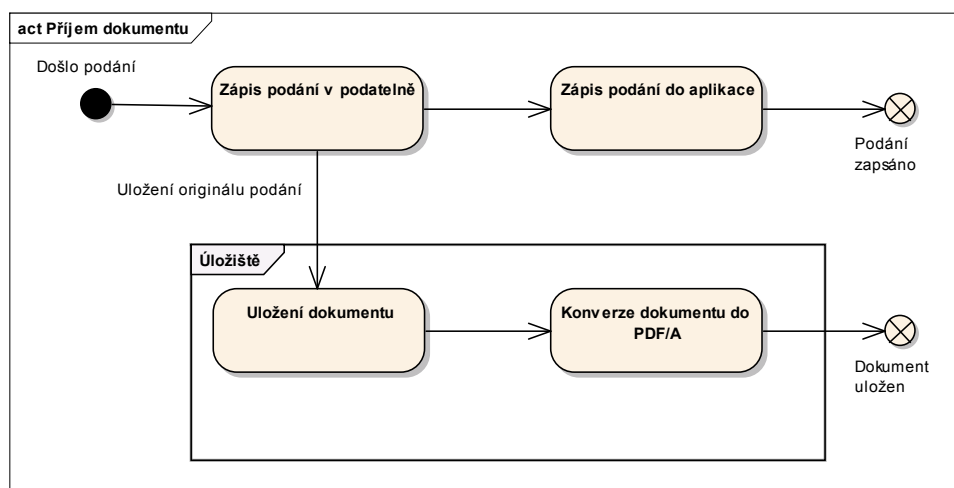 act Příjem dokumentu
Došlo podání
Zápis podání v podatelně
Zápis podání do aplikace
Podání
zapsáno
Uložení originálu podání
Úložiště
Uložení dokumentu
Konverze dokumentu do
PDF/A
Dokument
uložen